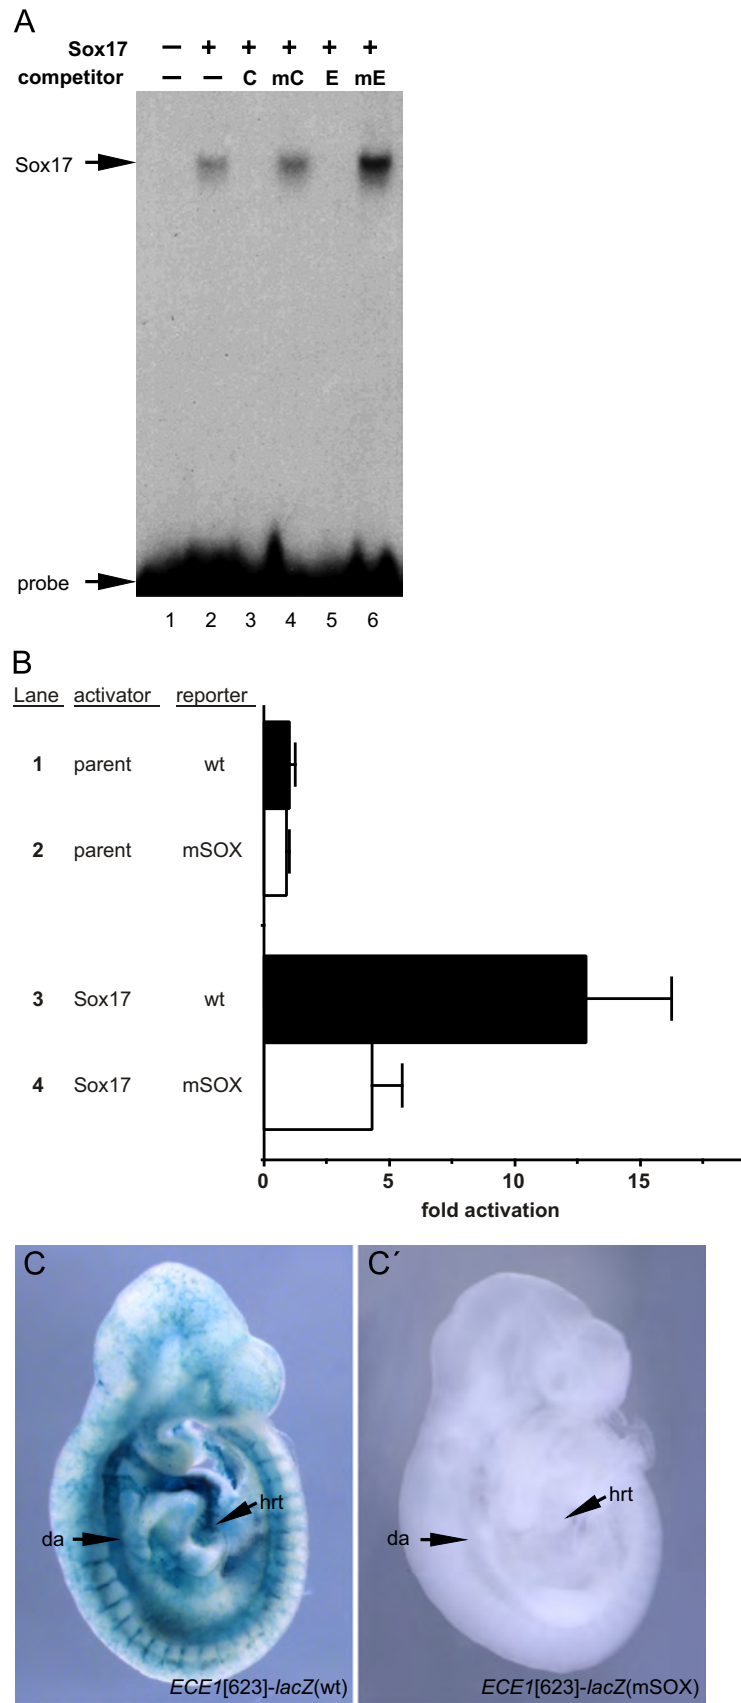 A
Sox17 – + + + + +
competitor – – C mC E mE
Sox17
probe
1 2 3 4 5 6
B
Lane activator reporter
1 parent wt
2 parent mSOX
3 Sox17 wt
4 Sox17 mSOX
0 5 10 15
fold activation
C C´
hrt hrt
da da
ECE1[623]-lacZ(wt) ECE1[623]-lacZ(mSOX)